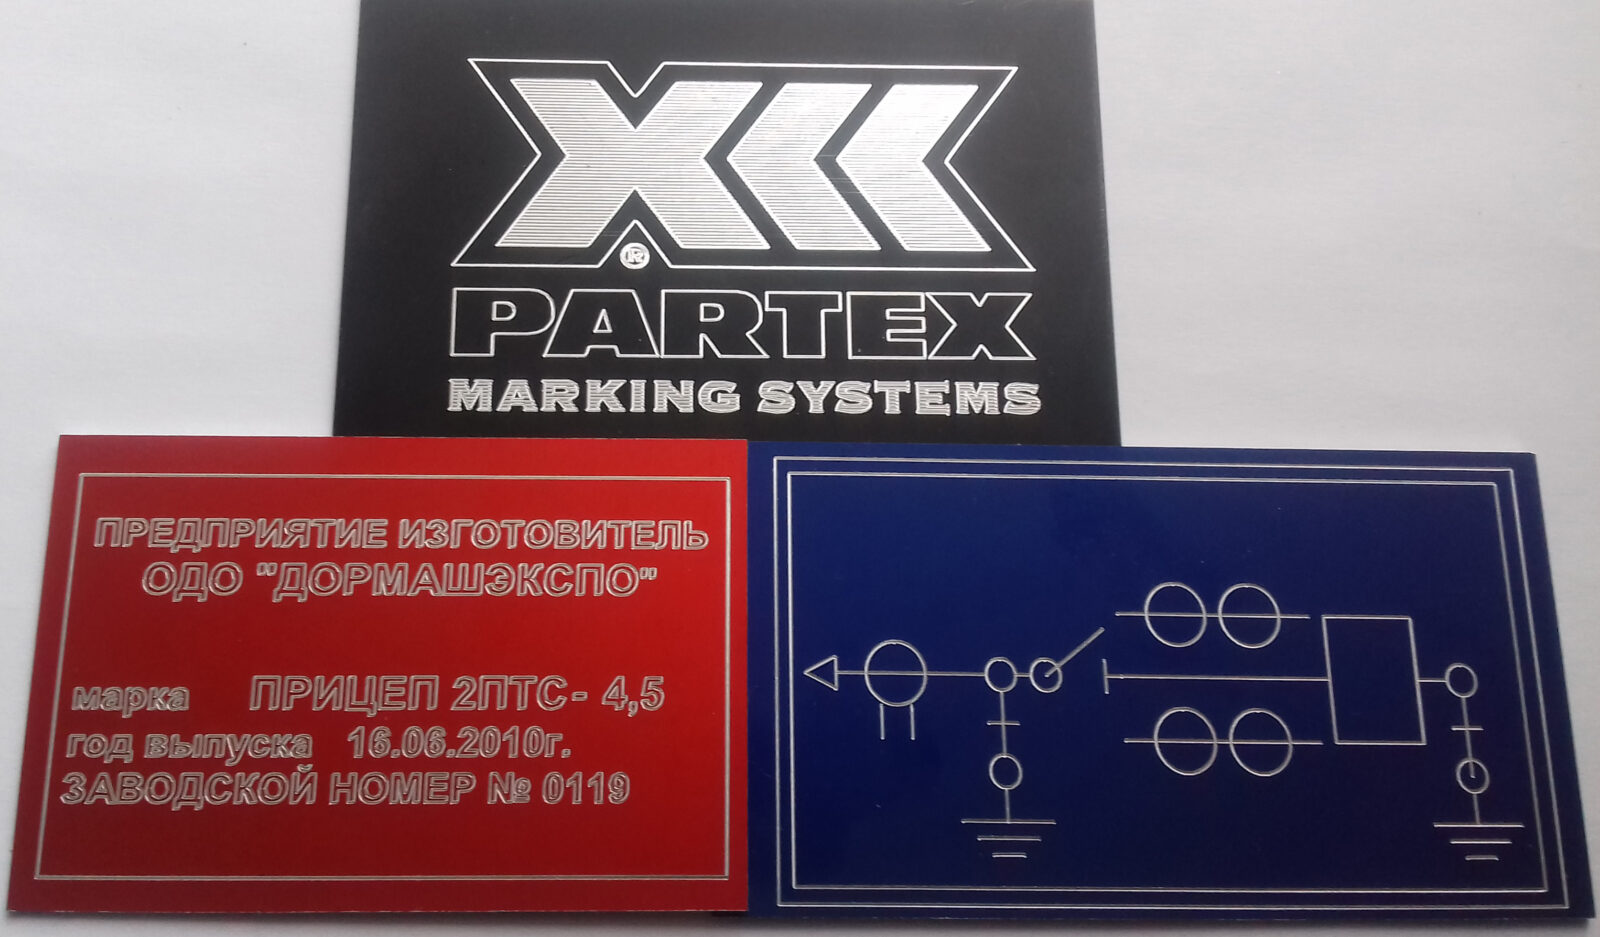 ®
PARTEX
MARKING SYSTEMS
ПРЕДПРИЯТИЕ ИЗГОТОВИТЕЛЬ
ОДО "ДОРМАШЭКСПО"
марка ПРИЦЕП 2ПТС- 4,5
год выпуска 16.06.2010г.
ЗАВОДСКОЙ НОМЕР № 0119